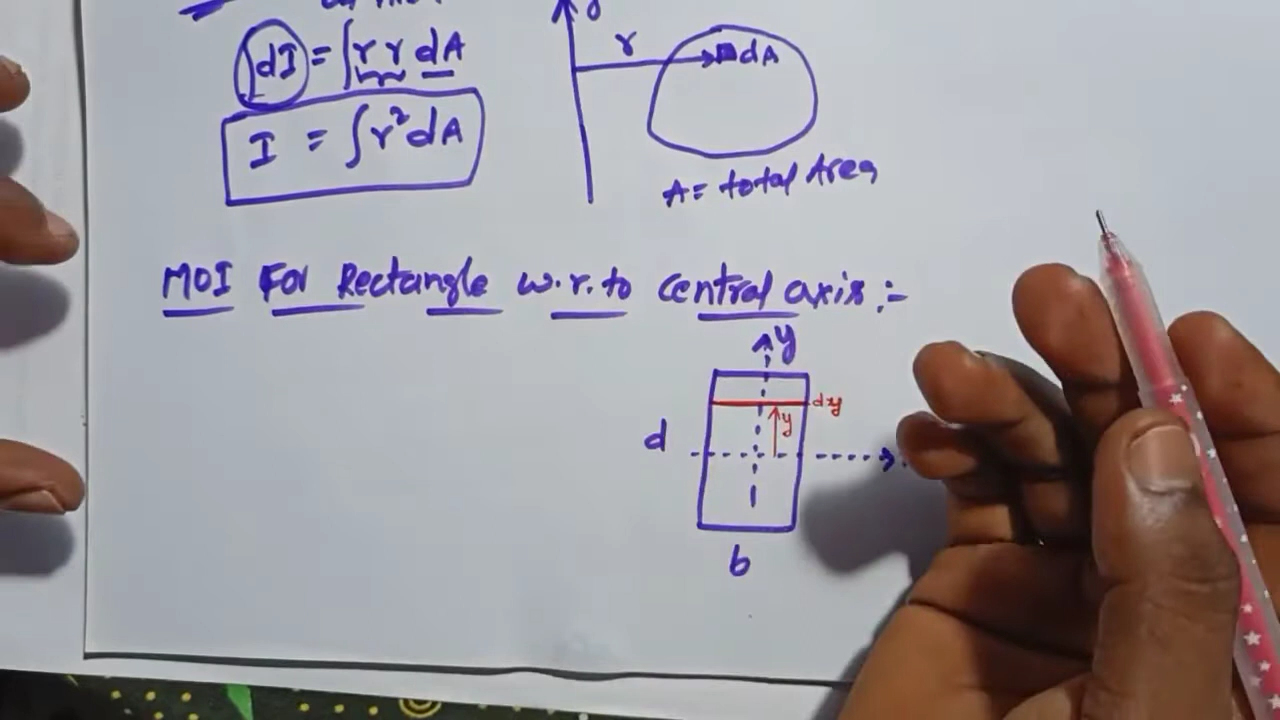 dI = ∫r r dA
I = ∫r²dA
r
dA
A = total Area
MOI For Rectangle w.r.to central axis :-
y
dy
y
d
b